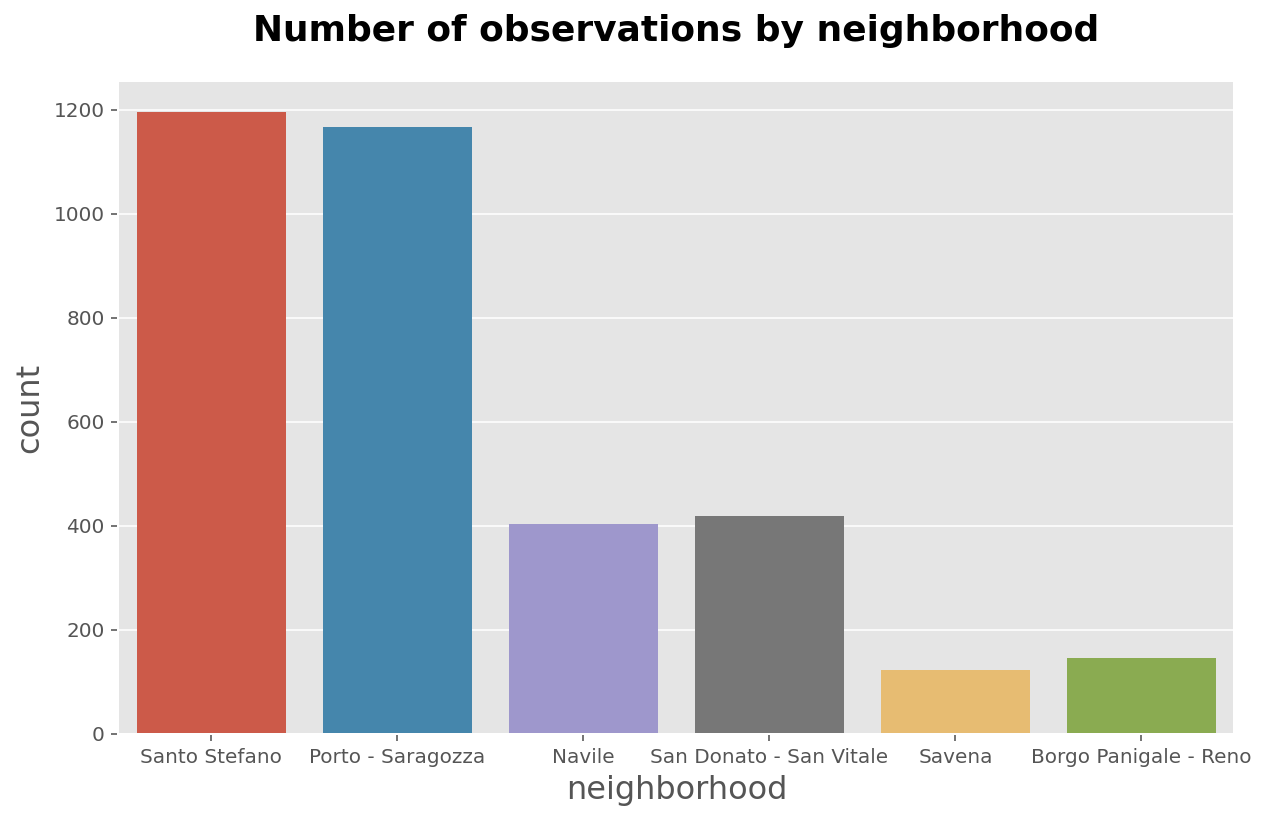 Number of observations by neighborhood
1200
1000
800
600
400
200
0
count
Santo Stefano
Porto - Saragozza
Navile
San Donato - San Vitale
Savena
Borgo Panigale - Reno
neighborhood